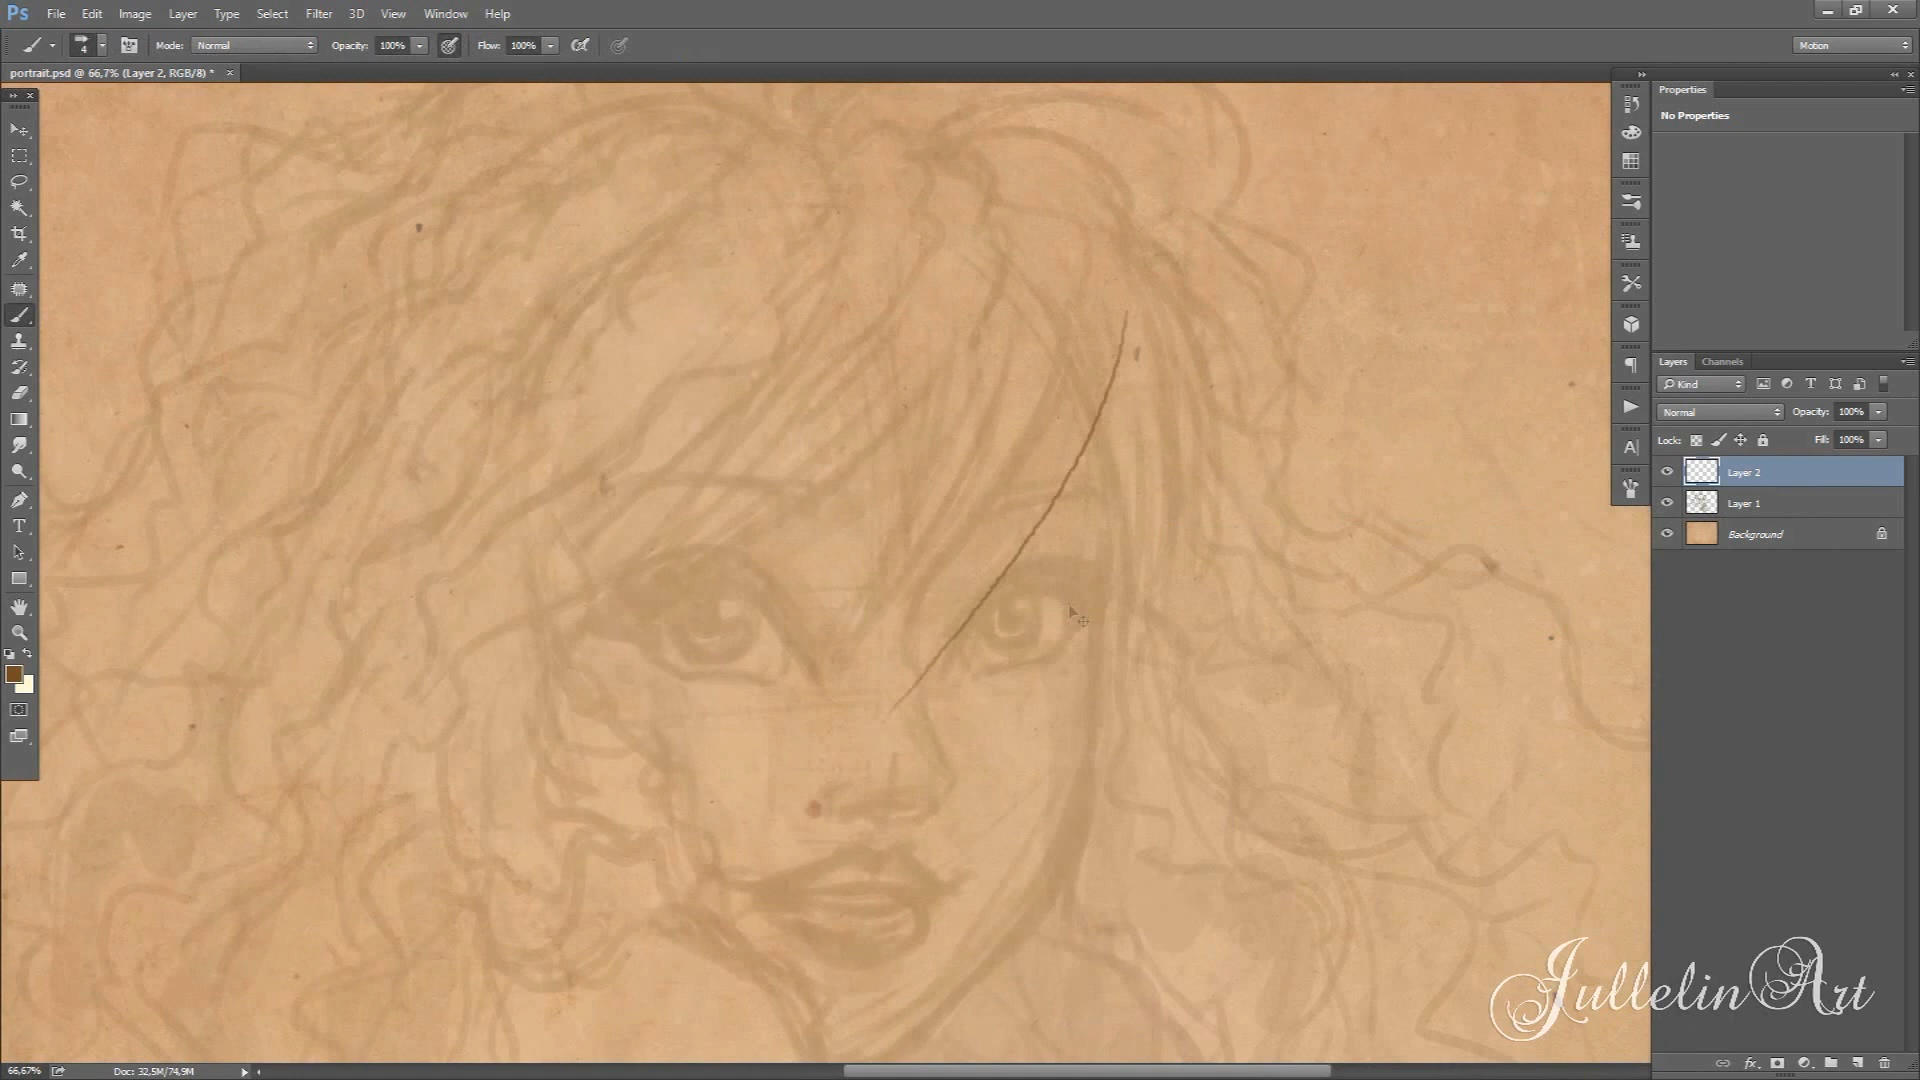 Ps File Edit Image Layer Type Select Filter 3D View Window Help
4 Mode: Normal Opacity: 100% Flow: 100% Motion
portrait.psd @ 66,7% (Layer 2, RGB/8) *
Properties
No Properties
Layers Channels
Kind
Normal Opacity: 100%
Lock: Fill: 100%
Layer 2
Layer 1
Background
JullelinArt
66,67% Doc: 32,5M/74,9M